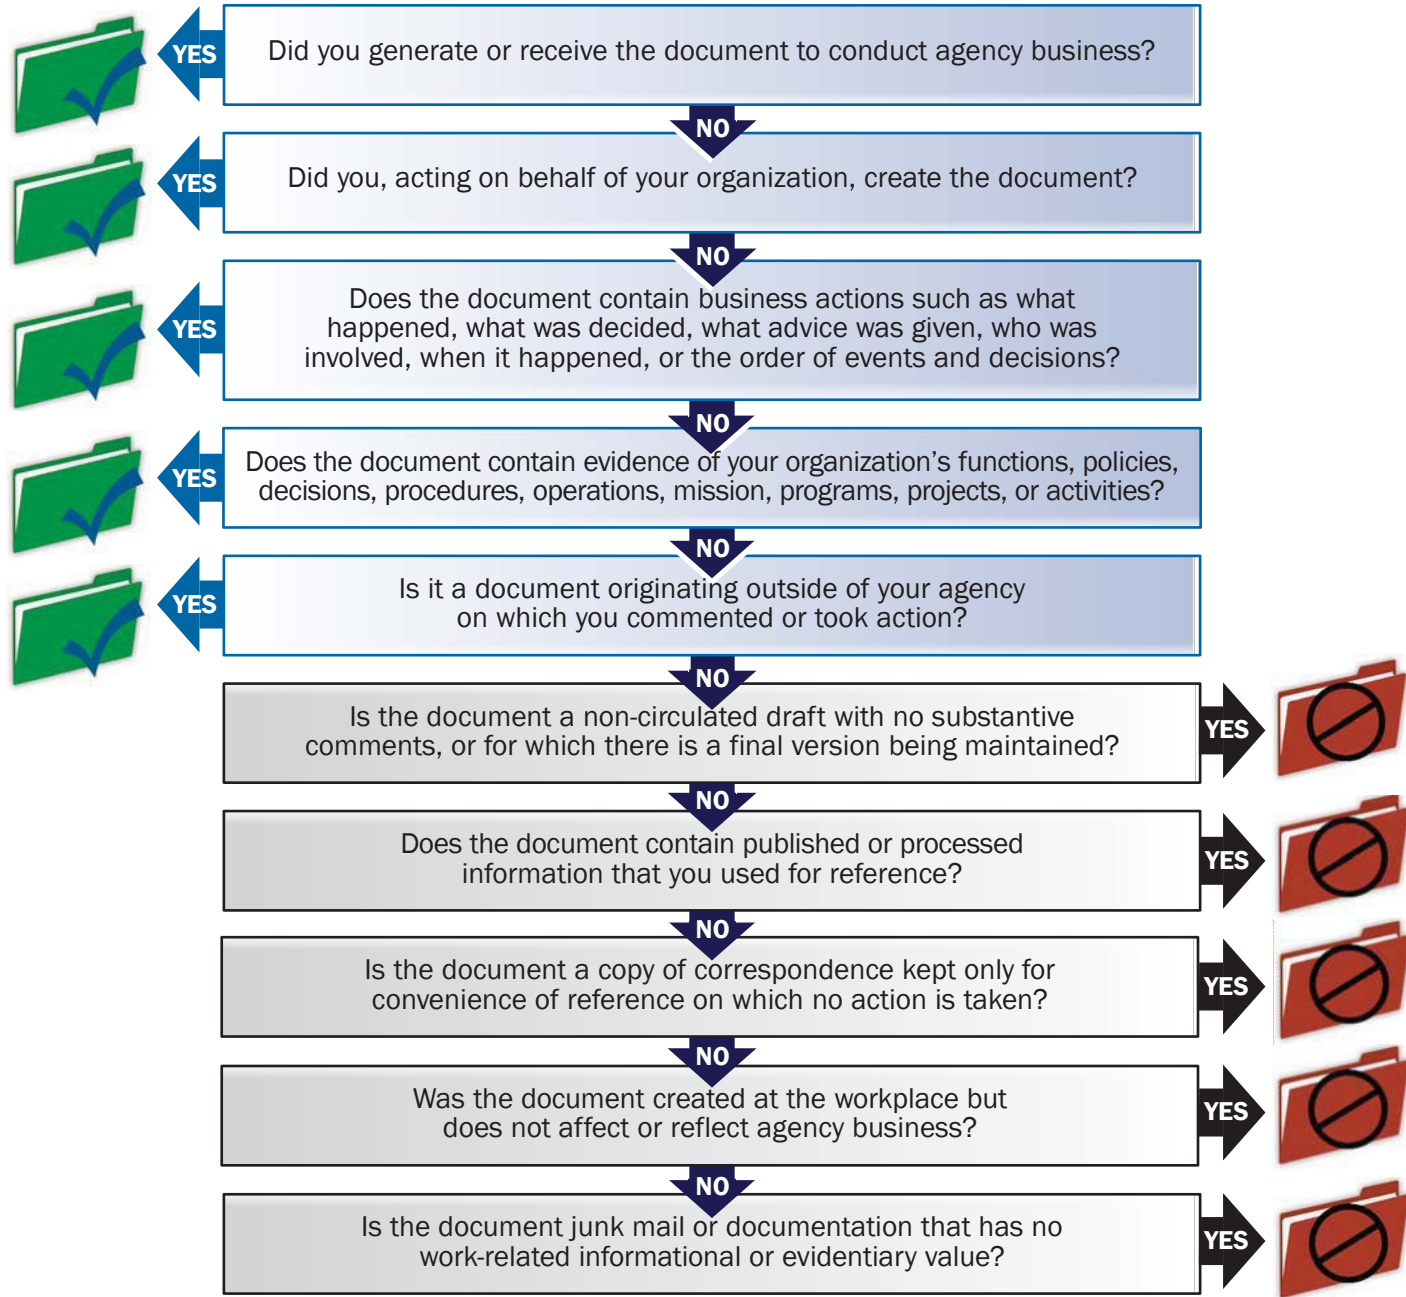 YES
Did you generate or receive the document to conduct agency business?
NO
YES
Did you, acting on behalf of your organization, create the document?
NO
YES
Does the document contain business actions such as what
happened, what was decided, what advice was given, who was
involved, when it happened, or the order of events and decisions?
NO
YES
Does the document contain evidence of your organization’s functions, policies,
decisions, procedures, operations, mission, programs, projects, or activities?
NO
YES
Is it a document originating outside of your agency
on which you commented or took action?
NO
Is the document a non-circulated draft with no substantive
comments, or for which there is a final version being maintained?
YES
NO
Does the document contain published or processed
information that you used for reference?
YES
NO
Is the document a copy of correspondence kept only for
convenience of reference on which no action is taken?
YES
NO
Was the document created at the workplace but
does not affect or reflect agency business?
YES
NO
Is the document junk mail or documentation that has no
work-related informational or evidentiary value?
YES